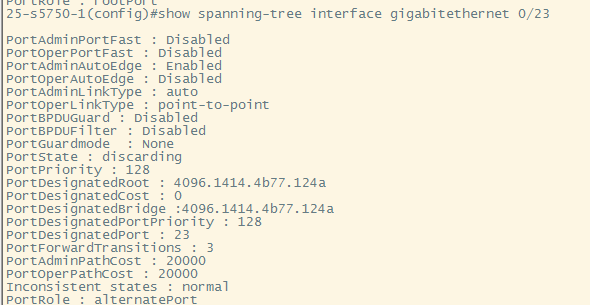 PortRole : rootPort
25-S5750-1(config)#show spanning-tree interface gigabitethernet 0/23
PortAdminPortFast : Disabled
PortOperPortFast : Disabled
PortAdminAutoEdge : Enabled
PortOperAutoEdge : Disabled
PortAdminLinkType : auto
PortOperLinkType : point-to-point
PortBPDUGuard : Disabled
PortBPDUFilter : Disabled
PortGuardmode  : None
PortState : discarding
PortPriority : 128
PortDesignatedRoot : 4096.1414.4b77.124a
PortDesignatedCost : 0
PortDesignatedBridge :4096.1414.4b77.124a
PortDesignatedPortPriority : 128
PortDesignatedPort : 23
PortForwardTransitions : 3
PortAdminPathCost : 20000
PortOperPathCost : 20000
Inconsistent states : normal
PortRole : alternatePort